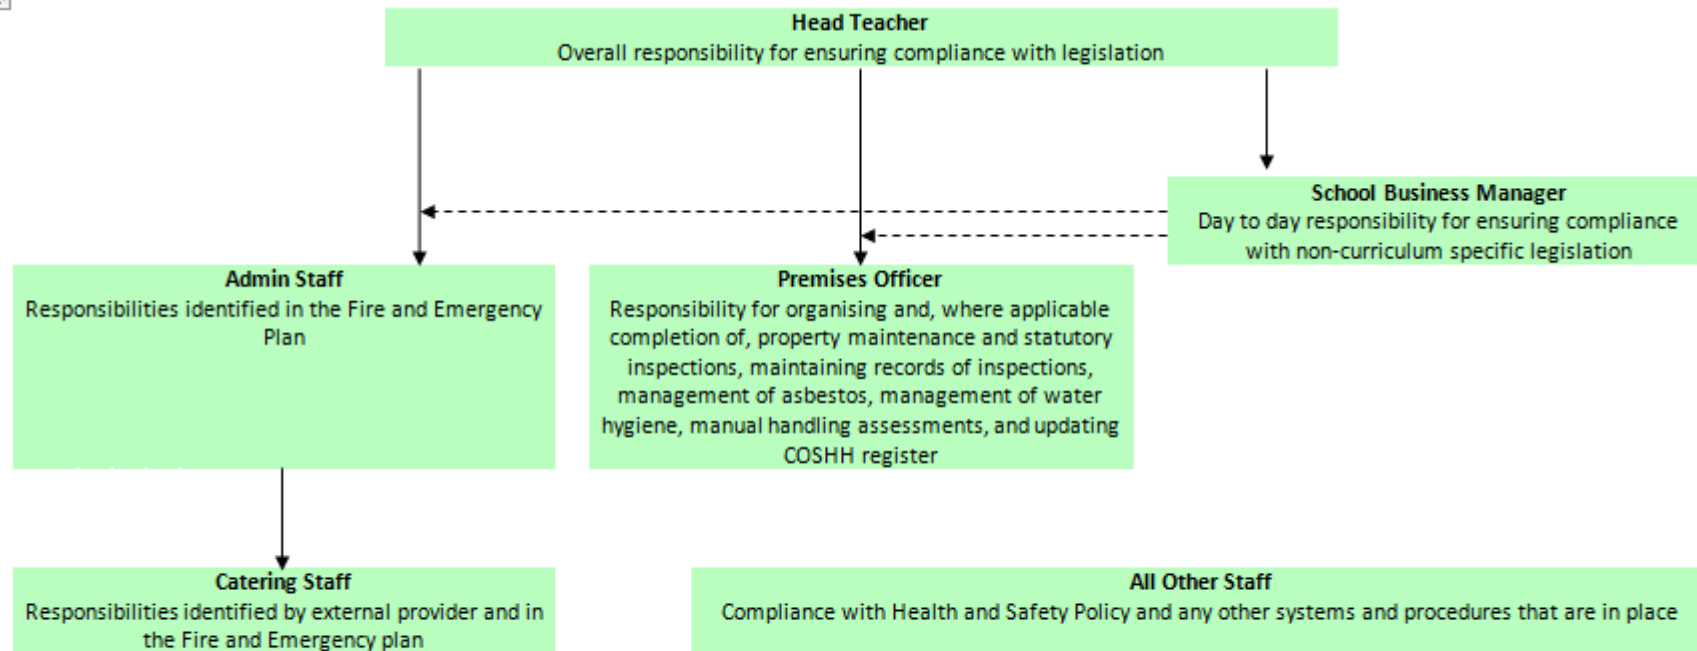 Head Teacher
Overall responsibility for ensuring compliance with legislation
School Business Manager
Day to day responsibility for ensuring compliance
with non-curriculum specific legislation
Admin Staff
Responsibilities identified in the Fire and Emergency
Plan
Premises Officer
Responsibility for organising and, where applicable
completion of, property maintenance and statutory
inspections, maintaining records of inspections,
management of asbestos, management of water
hygiene, manual handling assessments, and updating
COSHH register
Catering Staff
Responsibilities identified by external provider and in
the Fire and Emergency plan
All Other Staff
Compliance with Health and Safety Policy and any other systems and procedures that are in place